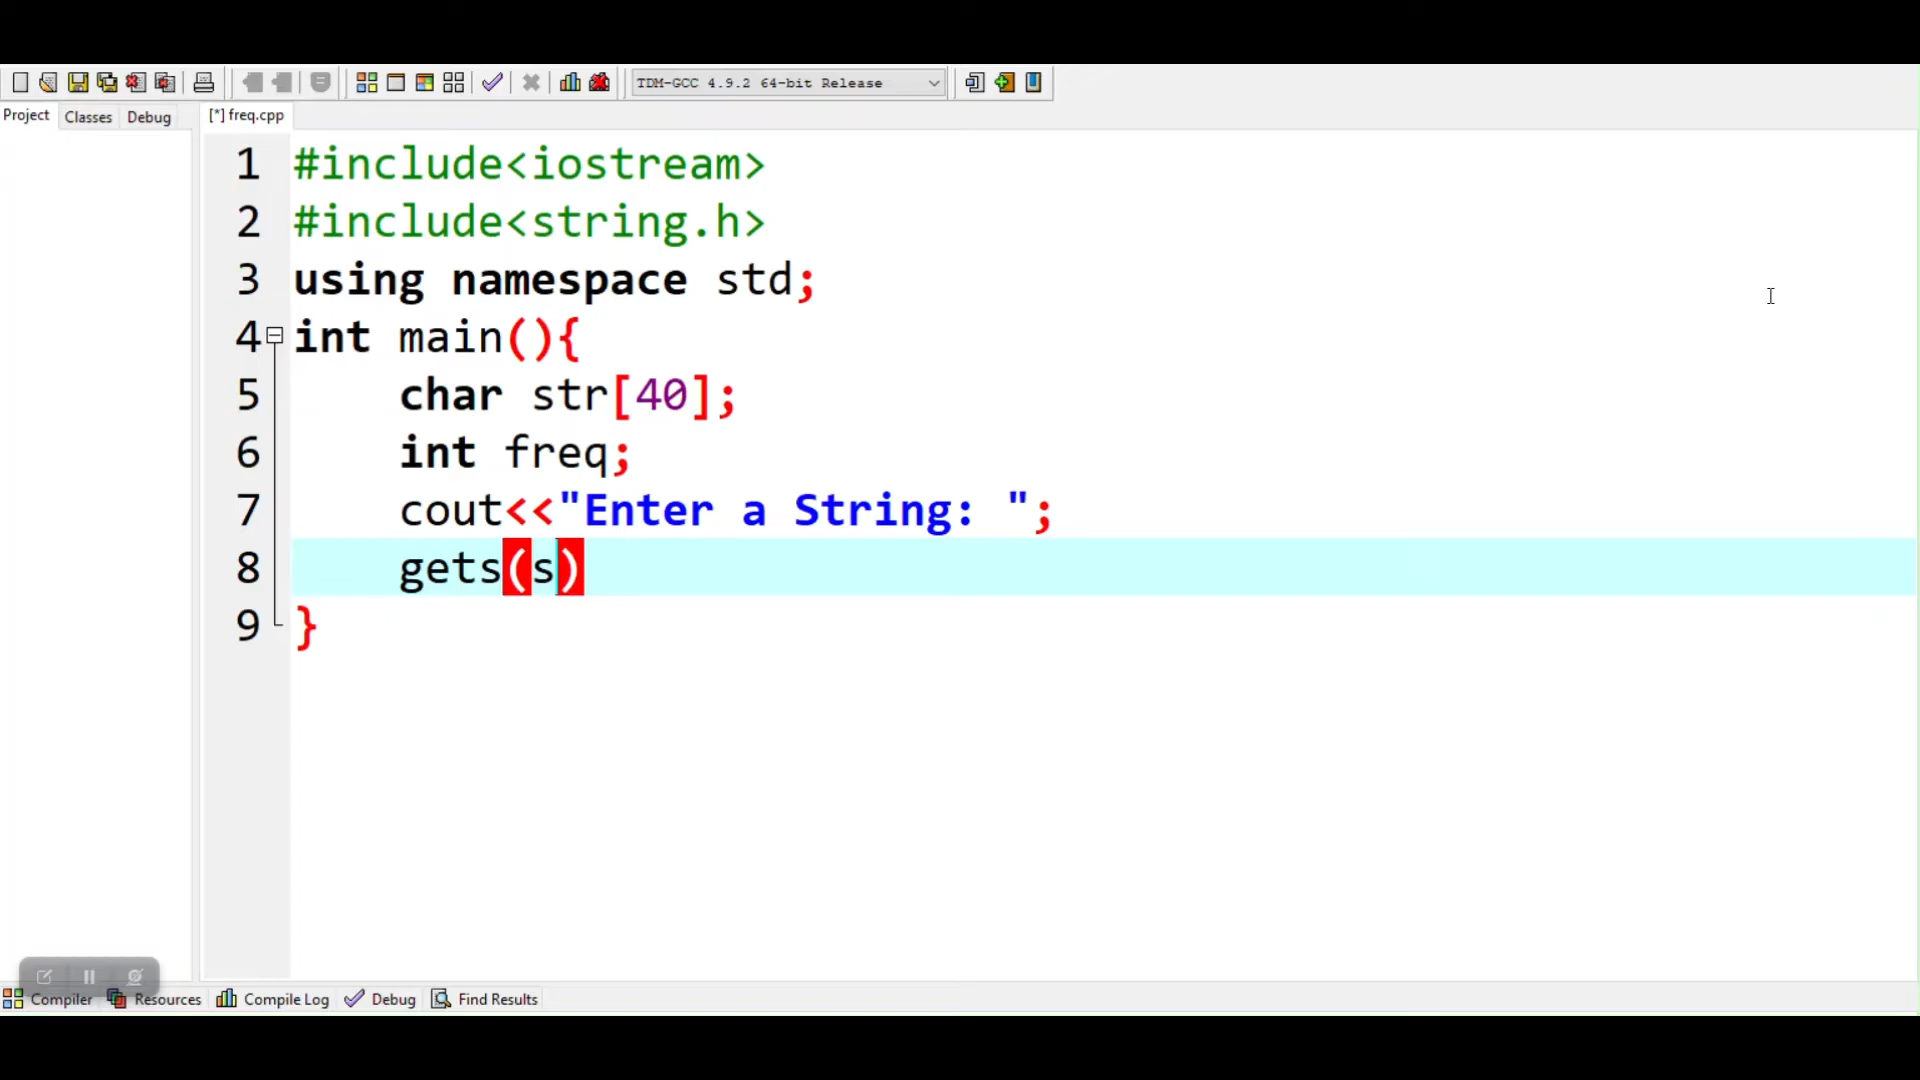 TDM-GCC 4.9.2 64-bit Release
Project Classes Debug [*] freq.cpp
1 #include<iostream>
2 #include<string.h>
3 using namespace std;
4 int main(){
5 char str[40];
6 int freq;
7 cout<<"Enter a String: ";
8 gets(s)
9 }
Compiler Resources Compile Log Debug Find Results